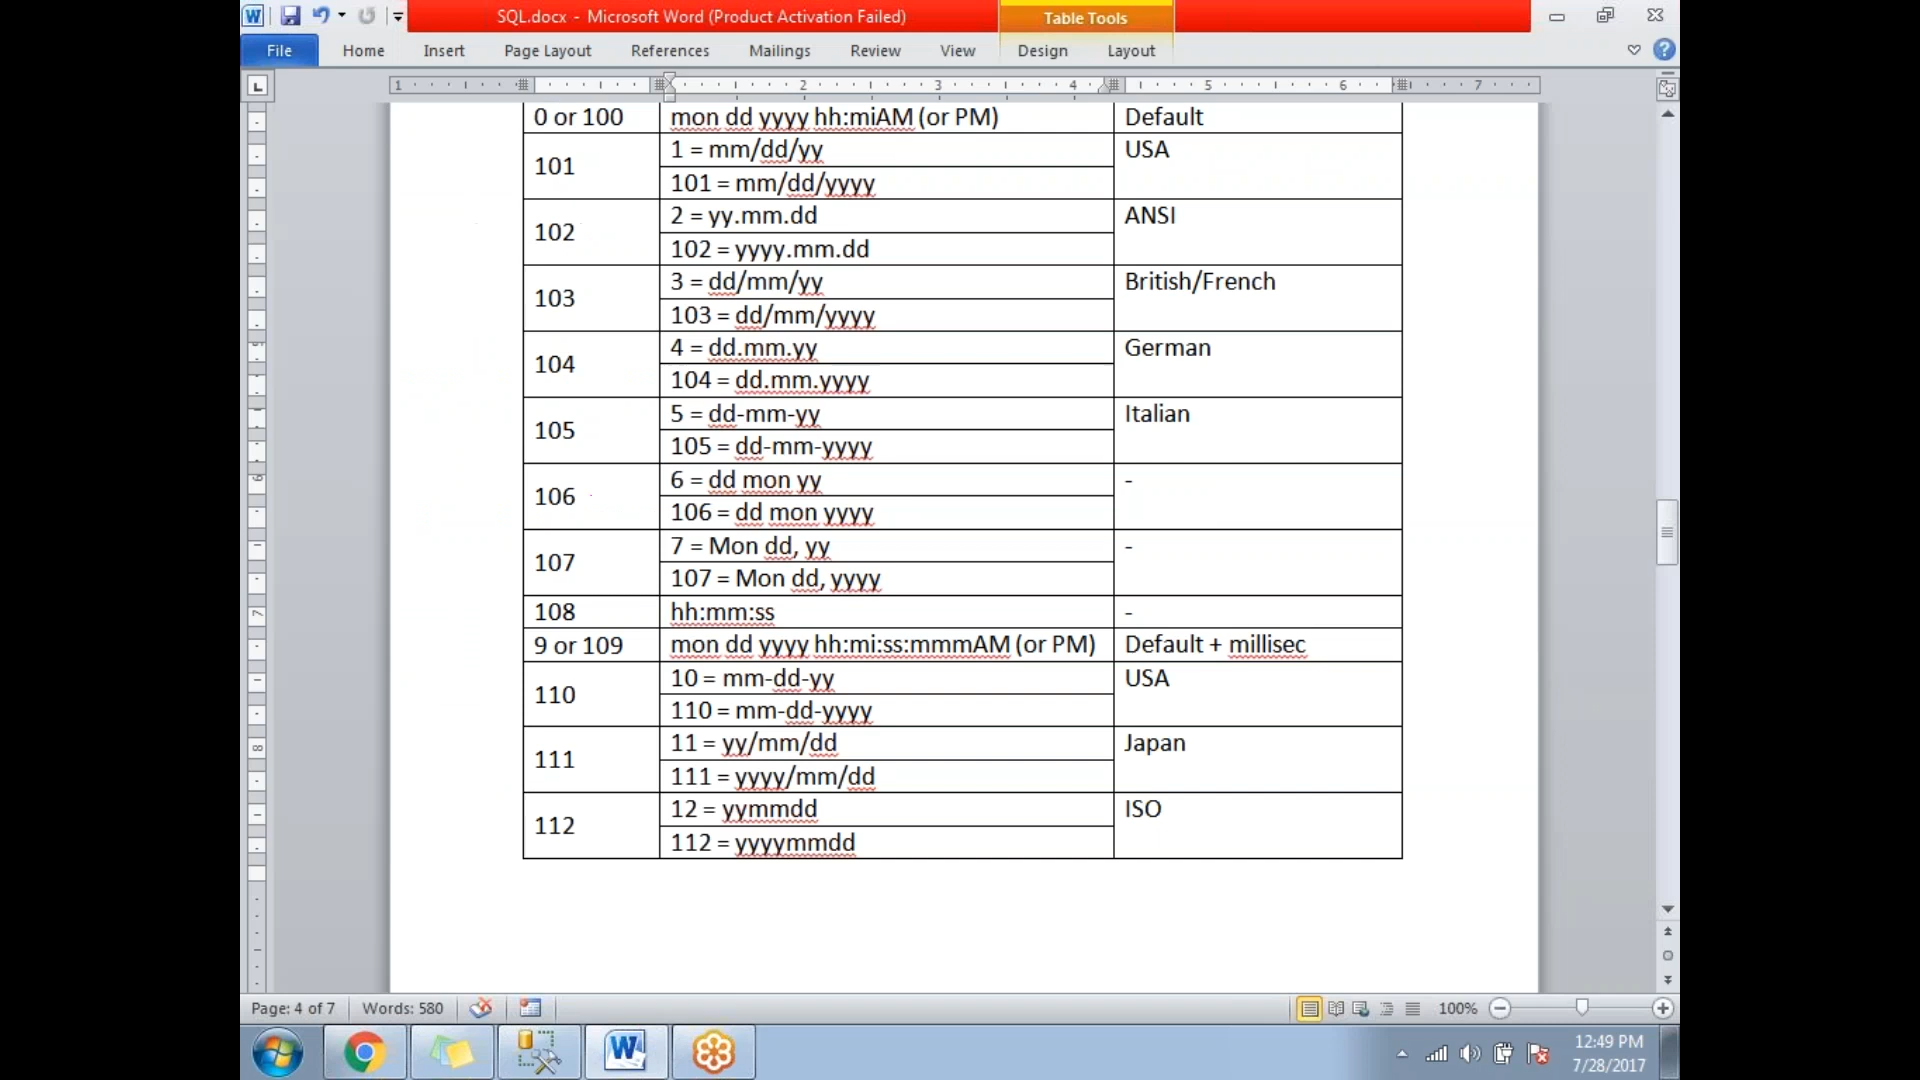 SQL.docx - Microsoft Word (Product Activation Failed)
Table Tools
File Home Insert Page Layout References Mailings Review View Design Layout
1 2 3 4 5 6 7
0 or 100 mon dd yyyy hh:miAM (or PM) Default
101 1 = mm/dd/yy USA
101 = mm/dd/yyyy
102 2 = yy.mm.dd ANSI
102 = yyyy.mm.dd
103 3 = dd/mm/yy British/French
103 = dd/mm/yyyy
104 4 = dd.mm.yy German
104 = dd.mm.yyyy
105 5 = dd-mm-yy Italian
105 = dd-mm-yyyy
106 6 = dd mon yy -
106 = dd mon yyyy
107 7 = Mon dd, yy -
107 = Mon dd, yyyy
108 hh:mm:ss -
9 or 109 mon dd yyyy hh:mi:ss:mmmAM (or PM) Default + millisec
110 10 = mm-dd-yy USA
110 = mm-dd-yyyy
111 11 = yy/mm/dd Japan
111 = yyyy/mm/dd
112 12 = yymmdd ISO
112 = yyyymmdd
Page: 4 of 7 Words: 580 100%
12:49 PM
7/28/2017